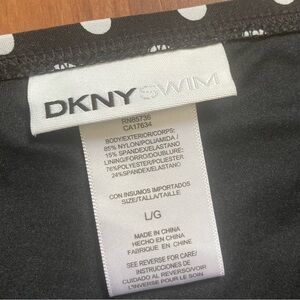 DKNY SWIM
RN85736
CA17634
BODY/EXTERIOR/CORPS:
85% NYLON/POLIAMIDA/
15% SPANDEX/ELASTANO
LINING/FORRO/DOUBLURE:
76%POLYESTER/POLIESTER
24%SPANDEX/ELASTANO
CON INSUMOS IMPORTADOS
SIZE/TALLA/TAILLE
L/G
MADE IN CHINA
HECHO EN CHINA
FABRIQUE EN CHINE
SEE REVERSE FOR CARE/
INSTRUCCIONES DE
CUIDADO AL REVERSO/VOIR
L'INVERSE POUR LE SOIN